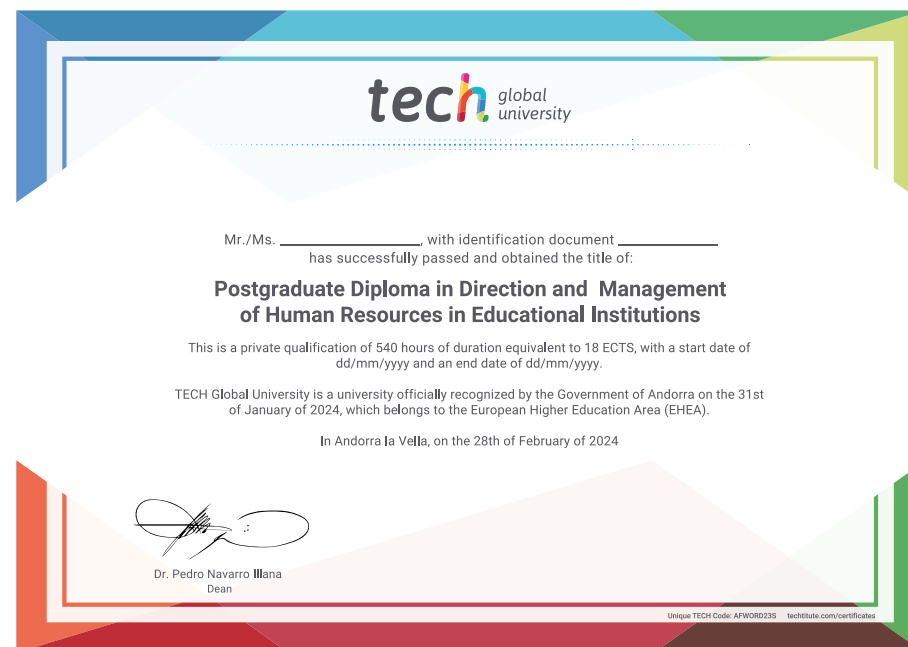 tech global university
Mr./Ms. ____________________, with identification document ______________
has successfully passed and obtained the title of:
Postgraduate Diploma in Direction and Management
of Human Resources in Educational Institutions
This is a private qualification of 540 hours of duration equivalent to 18 ECTS, with a start date of
dd/mm/yyyy and an end date of dd/mm/yyyy.
TECH Global University is a university officially recognized by the Government of Andorra on the 31st
of January of 2024, which belongs to the European Higher Education Area (EHEA).
In Andorra la Vella, on the 28th of February of 2024
Dr. Pedro Navarro Illana
Dean
Unique TECH Code: AFWORD23S techtitute.com/certificates